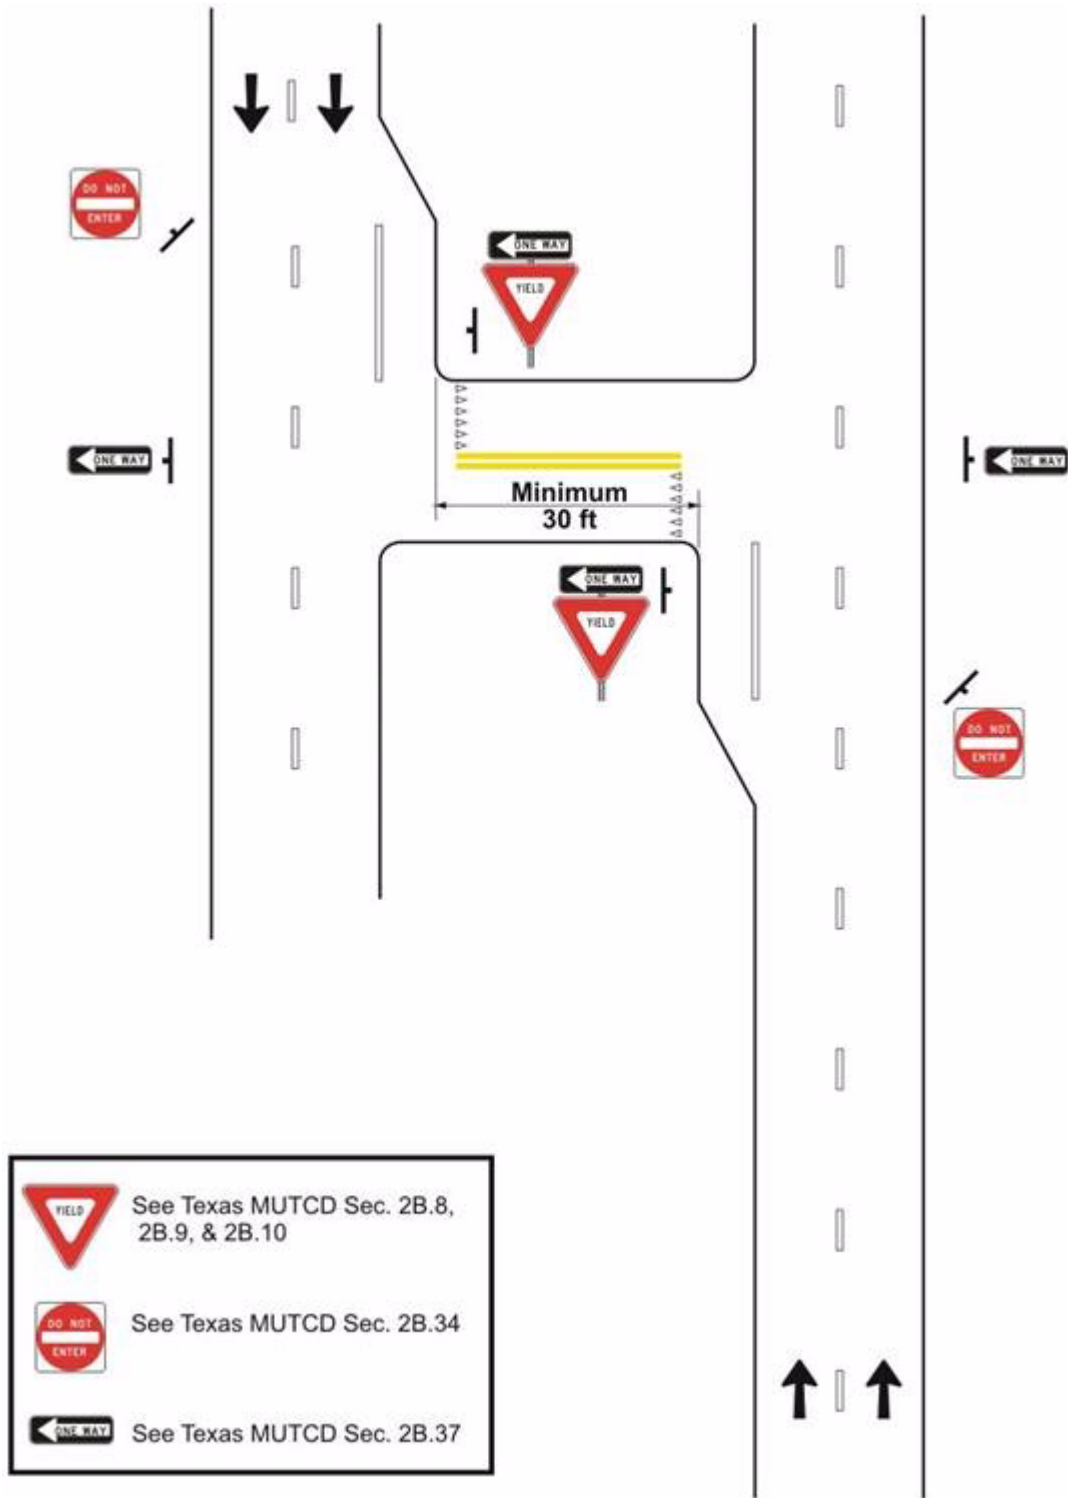 DO NOT
ENTER
ONE WAY
YIELD
ONE WAY
ONE WAY
Minimum
30 ft
ONE WAY
YIELD
DO NOT
ENTER
YIELD
See Texas MUTCD Sec. 2B.8,
2B.9, & 2B.10
DO NOT
ENTER
See Texas MUTCD Sec. 2B.34
ONE WAY
See Texas MUTCD Sec. 2B.37